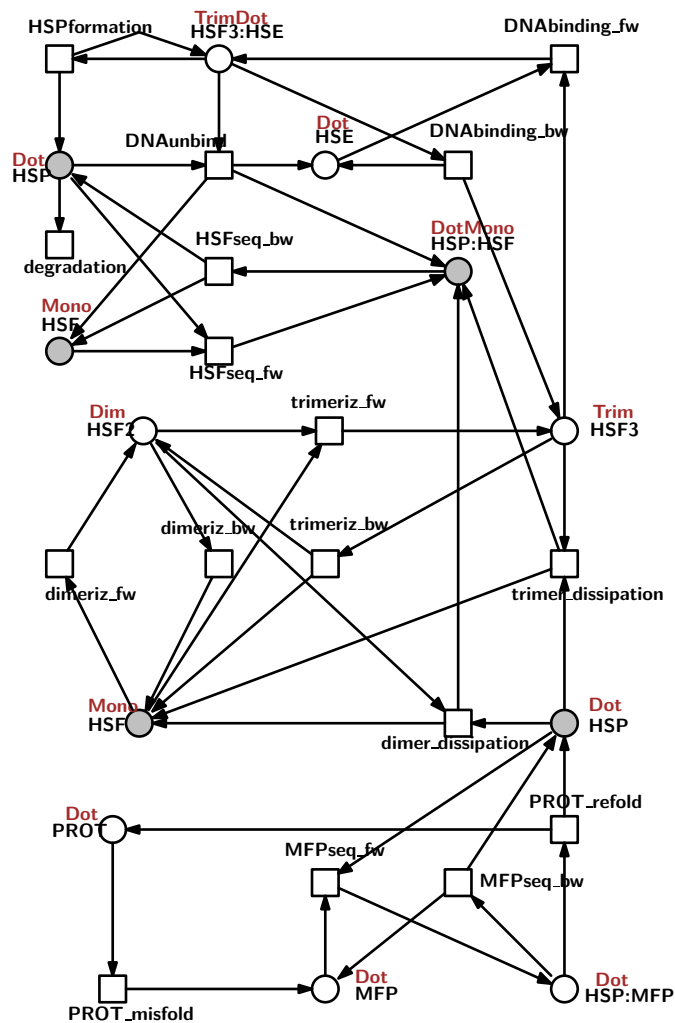 TrimDot
HSPformation
HSF3:HSE
DNAbinding_fw
Dot
HSE
DNAunbind
DNAbinding_bw
Dot
HSP
DotMono
HSP:HSF
HSFseq_bw
degradation
Mono
HSF
HSFseq_fw
Dim
HSF2
trimeriz_fw
Trim
HSF3
dimeriz_bw
trimeriz_bw
dimeriz_fw
trimer_dissipation
Mono
HSF
Dot
HSP
dimer_dissipation
PROT_refold
Dot
PROT
MFPseq_fw
MFPseq_bw
Dot
MFP
Dot
HSP:MFP
PROT_misfold